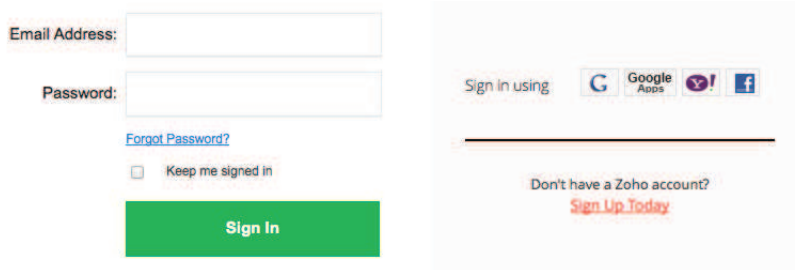 Email Address:
Password:
Forgot Password?
Keep me signed in
Sign In
Sign in using
G
Google
Apps
Y!
f
Don't have a Zoho account?
Sign Up Today